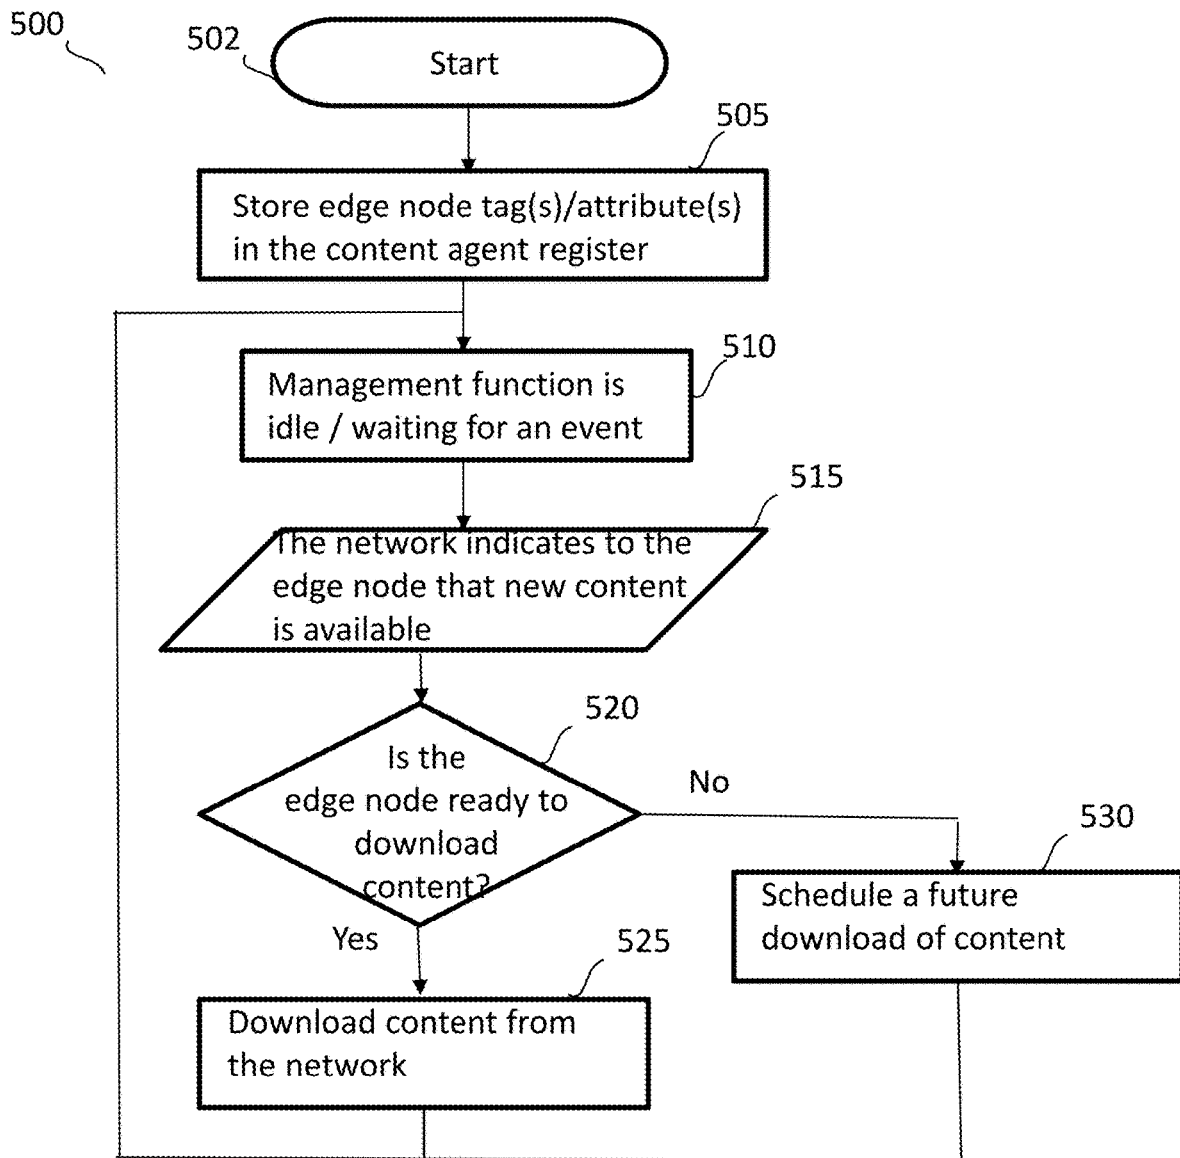 500
502
Start
505
Store edge node tag(s)/attribute(s)
in the content agent register
510
Management function is
idle / waiting for an event
515
The network indicates to the
edge node that new content
is available
520
Is the
edge node ready to
download
content?
No
530
Schedule a future
download of content
Yes
525
Download content from
the network